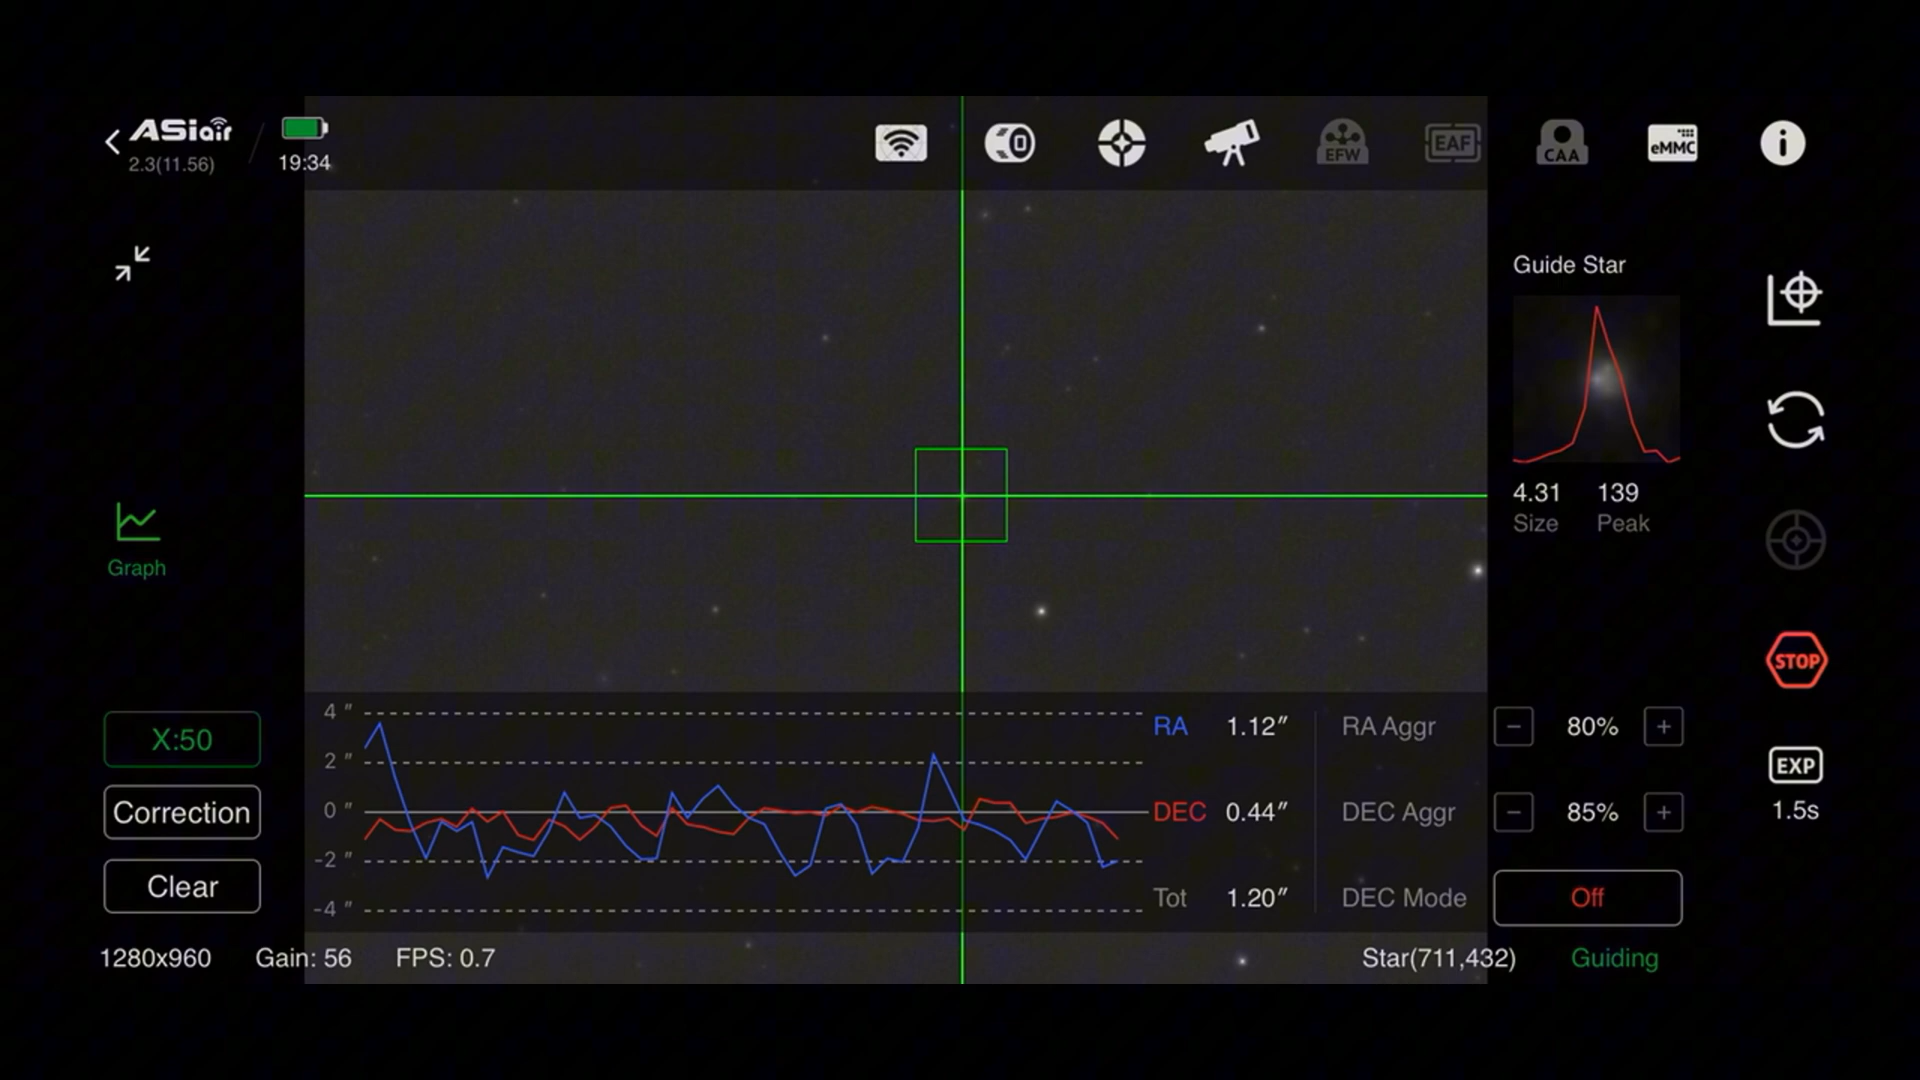 ASiair
2.3(11.56)
19:34
EFW
EAF
CAA
eMMC
i
Guide Star
4.31 139
Size Peak
Graph
STOP
X:50
4 ″
RA 1.12″
RA Aggr
− 80% +
2 ″
EXP
1.5s
Correction
0 ″
DEC 0.44″
DEC Aggr
− 85% +
-2 ″
Clear
-4 ″
Tot 1.20″
DEC Mode
Off
1280x960 Gain: 56 FPS: 0.7
Star(711,432) Guiding